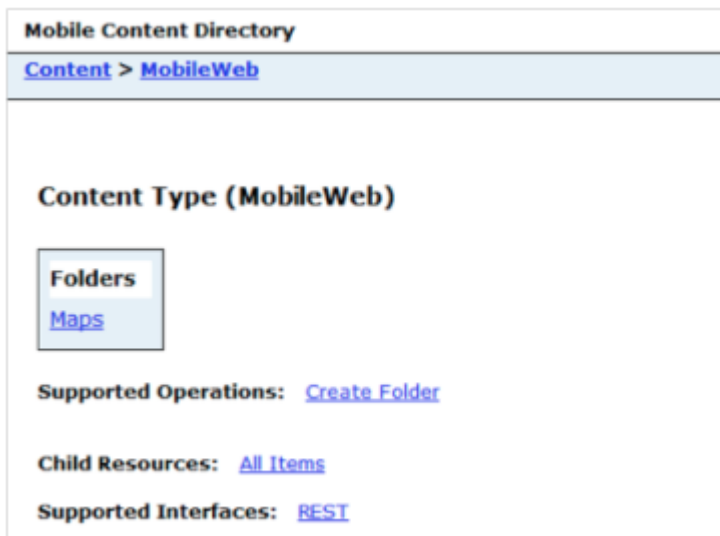 Mobile Content Directory
Content > MobileWeb
Content Type (MobileWeb)
Folders
Maps
Supported Operations: Create Folder
Child Resources: All Items
Supported Interfaces: REST